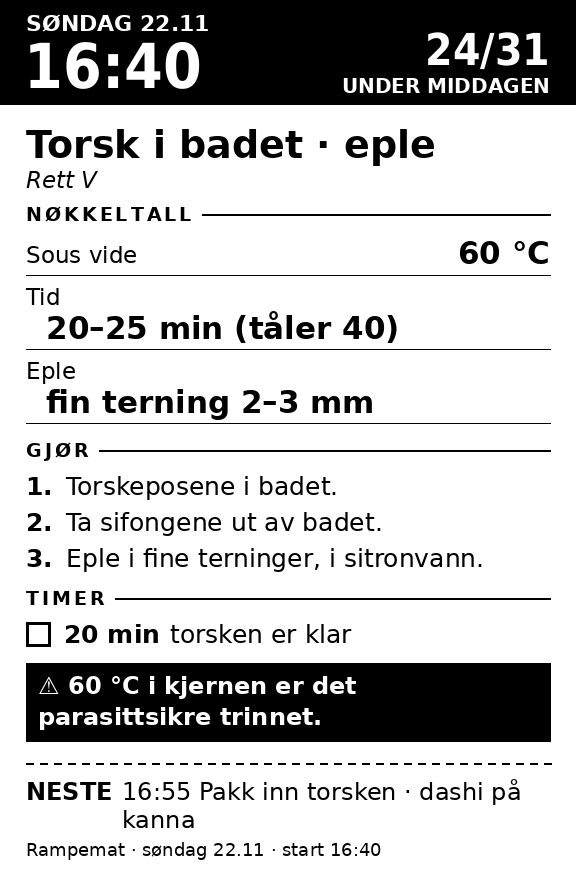 SØNDAG 22.11
16:40
24/31
UNDER MIDDAGEN
Torsk i badet · eple
Rett V
NØKKELTALL
Sous vide 60 °C
Tid
20–25 min (tåler 40)
Eple
fin terning 2–3 mm
GJØR
1. Torskeposene i badet.
2. Ta sifongene ut av badet.
3. Eple i fine terninger, i sitronvann.
TIMER
☐ 20 min torsken er klar
⚠ 60 °C i kjernen er det
parasittsikre trinnet.
NESTE 16:55 Pakk inn torsken · dashi på
kanna
Rampemat · søndag 22.11 · start 16:40